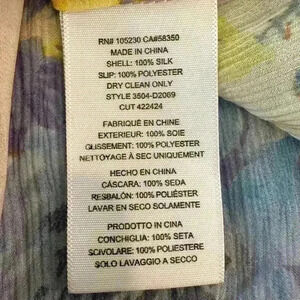 RN# 105230 CA#58350
MADE IN CHINA
SHELL: 100% SILK
SLIP: 100% POLYESTER
DRY CLEAN ONLY
STYLE 3504-D2069
CUT 422424
FABRIQUÉ EN CHINE
EXTERIEUR: 100% SOIE
GLISSEMENT: 100% POLYESTER
NETTOYAGE À SEC UNIQUEMENT
HECHO EN CHINA
CÁSCARA: 100% SEDA
RESBALÓN: 100% POLIÉSTER
LAVAR EN SECO SOLAMENTE
PRODOTTO IN CINA
CONCHIGLIA: 100% SETA
SCIVOLARE: 100% POLIESTERE
SOLO LAVAGGIO A SECCO